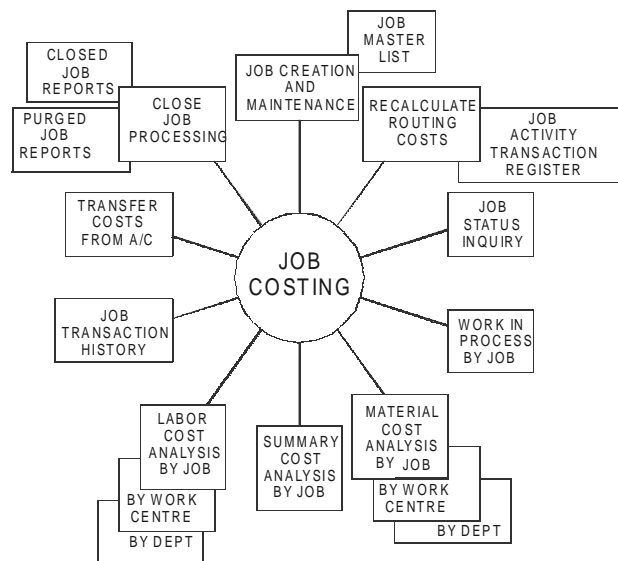 JOB
MASTER
LIST
CLOSED
JOB
REPORTS
JOB CREATION
AND
MAINTENANCE
CLOSE
JOB
PROCESSING
PURGED
JOB
REPORTS
RECALCULATE
ROUTING
COSTS
JOB
ACTIVITY
TRANSACTION
REGISTER
TRANSFER
COSTS
FROM A/C
JOB
STATUS
INQUIRY
JOB
COSTING
JOB
TRANSACTION
HISTORY
WORK IN
PROCESS
BY JOB
LABOR
COST
ANALYSIS
BY JOB
BY WORK
CENTRE
BY DEPT
SUMMARY
COST
ANALYSIS
BY JOB
MATERIAL
COST
ANALYSIS
BY JOB
BY WORK
CENTRE
BY DEPT